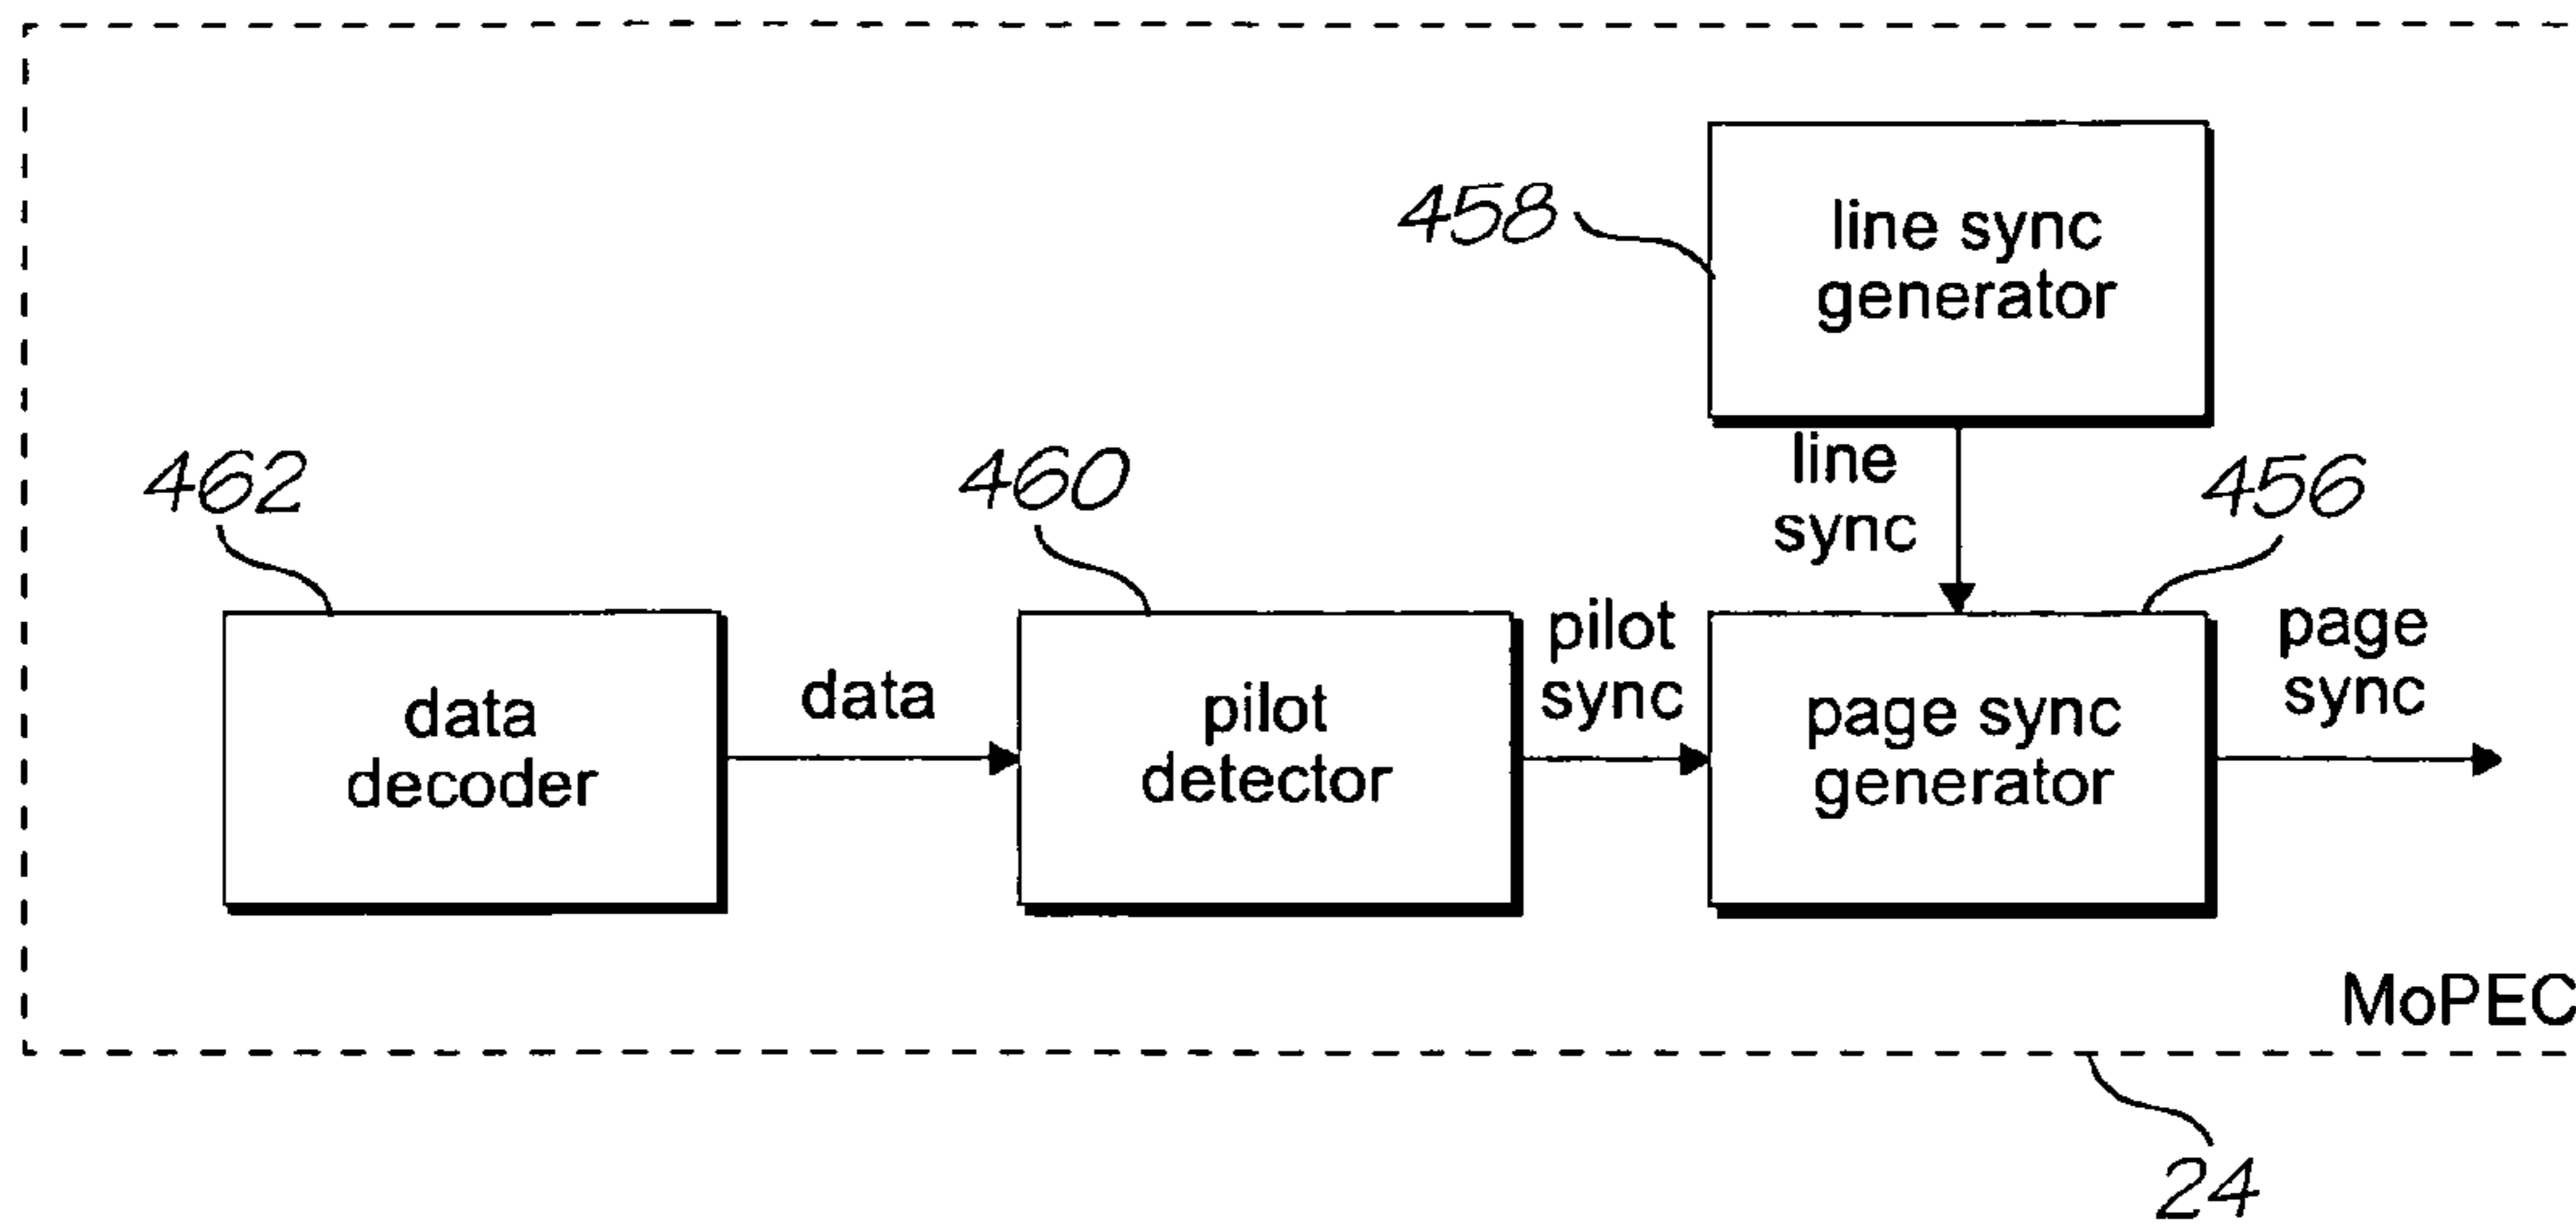 458
line sync
generator
line
sync
462
460
456
data
decoder
data
pilot
detector
pilot
sync
page sync
generator
page
sync
MoPEC
24